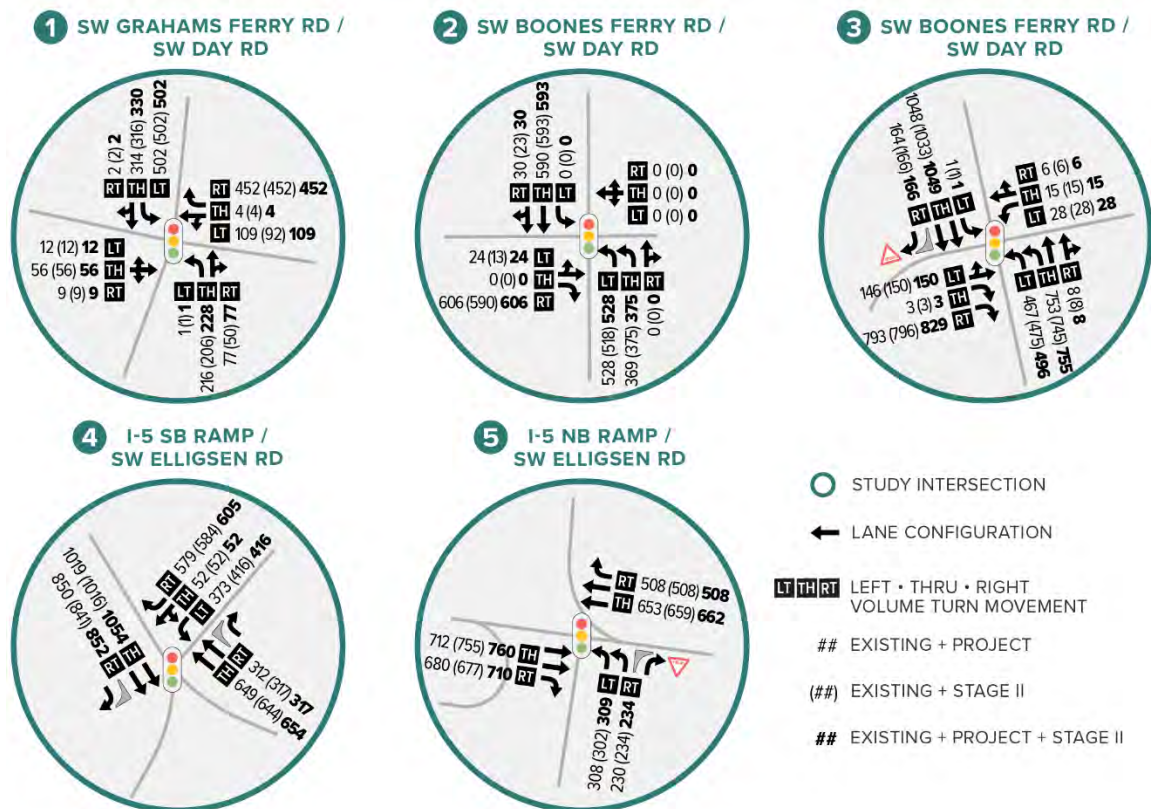 1 SW GRAHAMS FERRY RD /
SW DAY RD
2 (2) 2
314 (316) 330
502 (502) 502
RT TH LT
RT 452 (452) 452
TH 4 (4) 4
LT 109 (92) 109
12 (12) 12 LT
56 (56) 56 TH
9 (9) 9 RT
LT TH RT
1 (1) 1
216 (206) 228
77 (50) 77
2 SW BOONES FERRY RD /
SW DAY RD
30 (23) 30
590 (593) 593
0 (0) 0
RT TH LT
RT 0 (0) 0
TH 0 (0) 0
LT 0 (0) 0
24 (13) 24 LT
0 (0) 0 TH
606 (590) 606 RT
LT TH RT
528 (518) 528
369 (375) 375
0 (0) 0
3 SW BOONES FERRY RD /
SW DAY RD
164 (166) 166
1048 (1033) 1049
1 (1) 1
RT TH LT
RT 6 (6) 6
TH 15 (15) 15
LT 28 (28) 28
146 (150) 150 LT
3 (3) 3 TH
793 (796) 829 RT
LT TH RT
467 (475) 496
753 (745) 755
8 (8) 8
4 I-5 SB RAMP /
SW ELLIGSEN RD
RT 579 (584) 605
TH 52 (52) 52
LT 373 (416) 416
1019 (1016) 1054 TH
850 (841) 852 RT
RT 312 (317) 317
TH 649 (644) 654
5 I-5 NB RAMP /
SW ELLIGSEN RD
RT 508 (508) 508
TH 653 (659) 662
712 (755) 760 TH
680 (677) 710 RT
LT RT
308 (302) 309
230 (234) 234
STUDY INTERSECTION
LANE CONFIGURATION
LT TH RT LEFT • THRU • RIGHT
VOLUME TURN MOVEMENT
## EXISTING + PROJECT
(##) EXISTING + STAGE II
## EXISTING + PROJECT + STAGE II